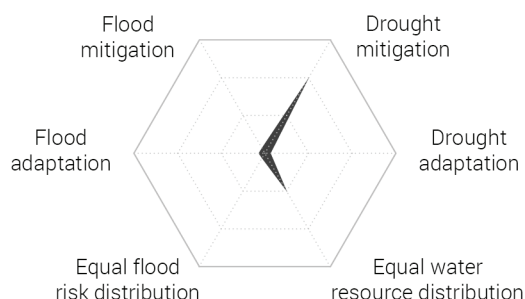 Flood
mitigation
Drought
mitigation
Flood
adaptation
Drought
adaptation
Equal flood
risk distribution
Equal water
resource distribution